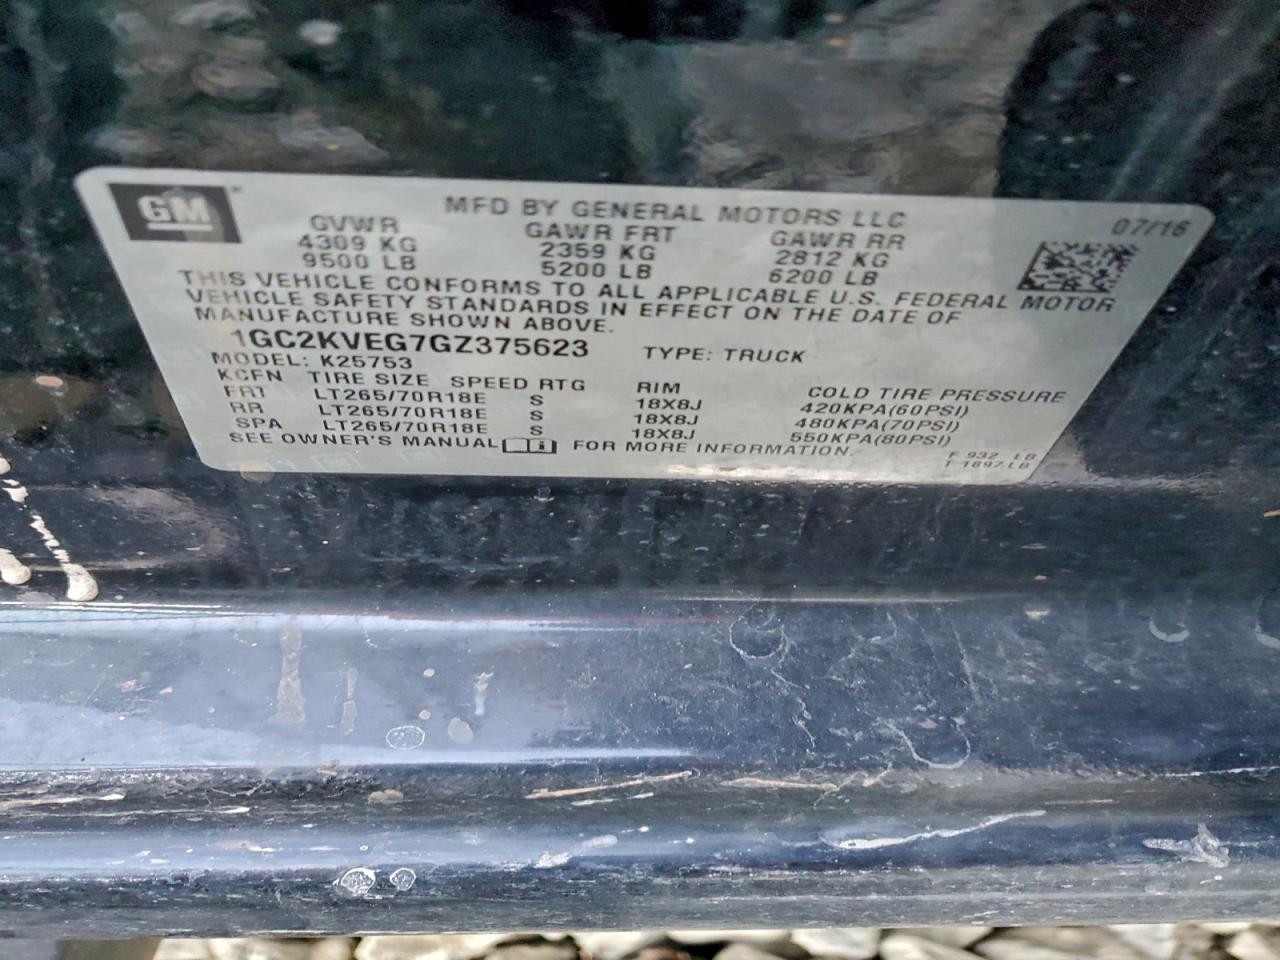 GM
MFD BY GENERAL MOTORS LLC
07/16
GVWR GAWR FRT GAWR RR
4309 KG 2359 KG 2812 KG
9500 LB 5200 LB 6200 LB
THIS VEHICLE CONFORMS TO ALL APPLICABLE U.S. FEDERAL MOTOR
VEHICLE SAFETY STANDARDS IN EFFECT ON THE DATE OF
MANUFACTURE SHOWN ABOVE.
1GC2KVEG7GZ375623 TYPE: TRUCK
MODEL: K25753
KCFN TIRE SIZE SPEED RTG RIM COLD TIRE PRESSURE
FRT LT265/70R18E S 18X8J 420KPA(60PSI)
RR LT265/70R18E S 18X8J 480KPA(70PSI)
SPA LT265/70R18E S 18X8J 550KPA(80PSI)
SEE OWNER'S MANUAL FOR MORE INFORMATION.
F 932 LB
T 1897 LB